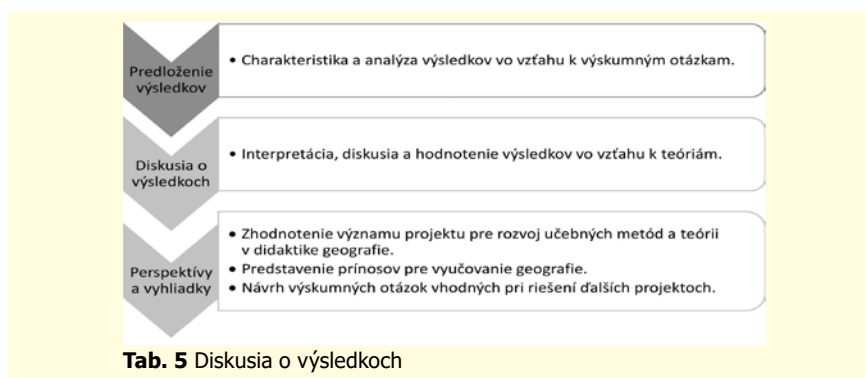 Predloženie
výsledkov
• Charakteristika a analýza výsledkov vo vzťahu k výskumným otázkam.
Diskusia o
výsledkoch
• Interpretácia, diskusia a hodnotenie výsledkov vo vzťahu k teóriám.
Perspektívy
a vyhliadky
• Zhodnotenie významu projektu pre rozvoj učebných metód a teórii
v didaktike geografie.
• Predstavenie prínosov pre vyučovanie geografie.
• Návrh výskumných otázok vhodných pri riešení ďalších projektoch.
Tab. 5 Diskusia o výsledkoch